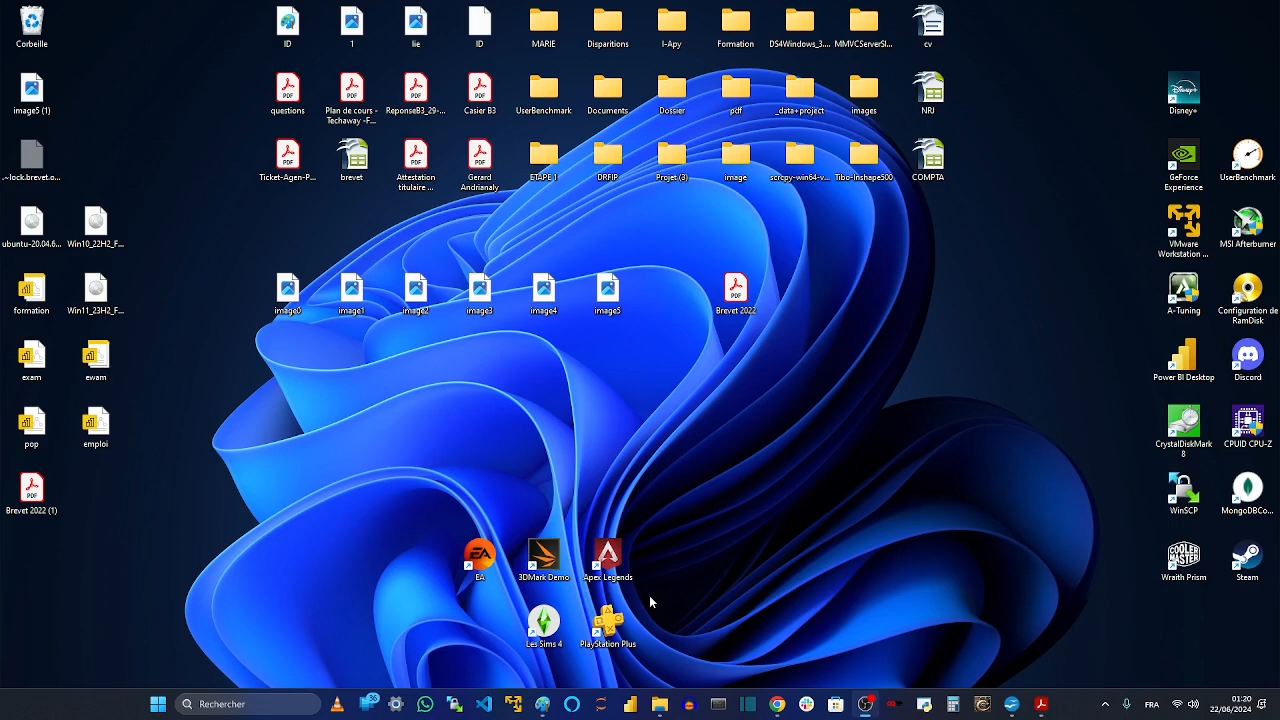 Corbeille
ID
1
lie
ID
MARIE
Disparitions
I-Apy
Formation
DS4Windows_3....
MMVCServerSI...
cv
image5 (1)
questions
Plan de cours -
Techaway -F...
ReponseB3_29-...
Casier B3
UserBenchmark
Documents
Dossier
pdf
_data+project
images
NRJ
Disney+
~lock.brevet.o...
Ticket-Agen-P...
brevet
Attestation
titulaire ...
Gerard
Andrianaly
ETAPE 1
DRFIP
Projet (3)
image
scrcpy-win64-v...
Tibo-Inshape500
COMPTA
GeForce
Experience
UserBenchmark
ubuntu-20.04.6...
Win10_22H2_F...
VMware
Workstation ...
MSI Afterburner
formation
Win11_23H2_F...
image0
image1
image2
image3
image4
image5
Brevet 2022
A-Tuning
Configuration de
RamDisk
exam
ewam
Power BI Desktop
Discord
pop
emploi
CrystalDiskMark
8
CPUID CPU-Z
Brevet 2022 (1)
WinSCP
MongoDBCo...
EA
3DMark Demo
Apex Legends
Wraith Prism
Steam
Les Sims 4
PlayStation Plus
Rechercher
36
FRA
01:20
22/06/2024